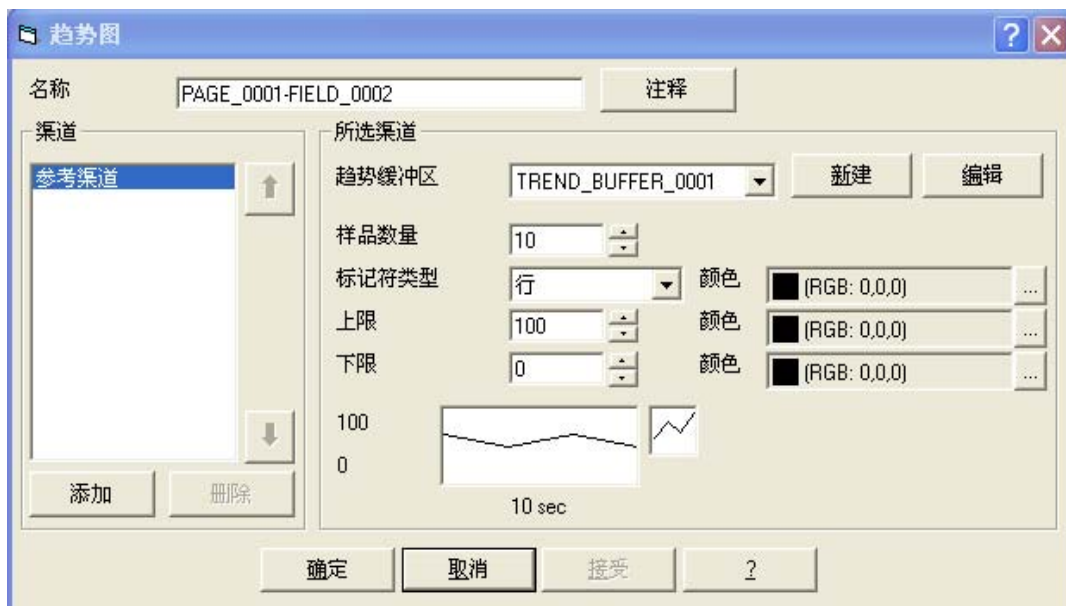 趋势图
名称 PAGE_0001-FIELD_0002 注释
渠道
参考渠道
添加 删除
所选渠道
趋势缓冲区 TREND_BUFFER_0001 新建 编辑
样品数量 10
标记符类型 行 颜色 (RGB: 0,0,0) ...
上限 100 颜色 (RGB: 0,0,0) ...
下限 0 颜色 (RGB: 0,0,0) ...
100
0
10 sec
确定 取消 接受 ?